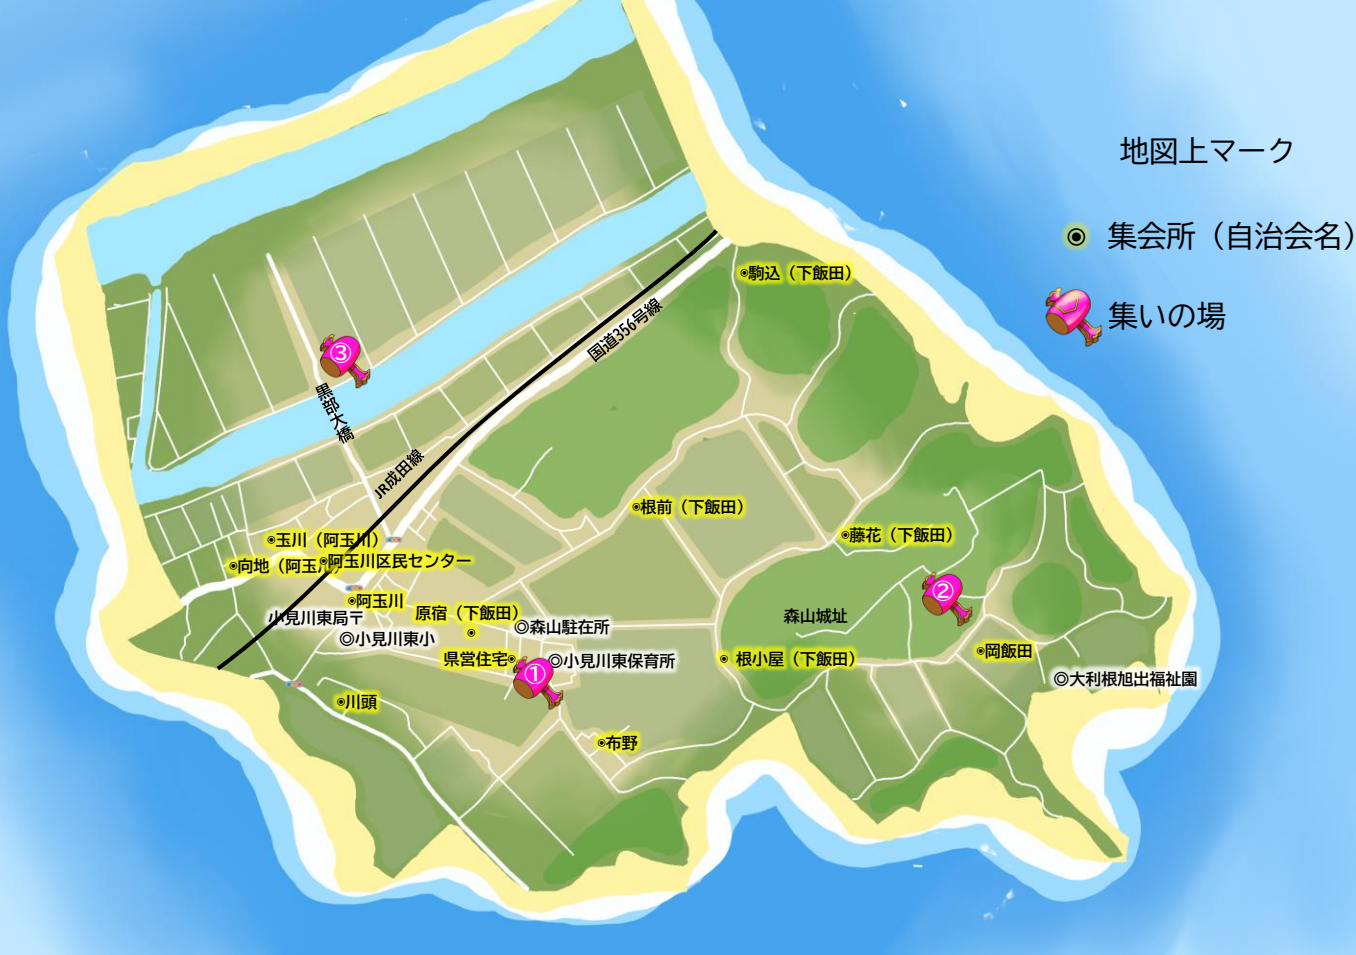 地図上マーク
◉ 集会所（自治会名）
集いの場
◉駒込（下飯田）
国道356号線
③
黒部大橋
JR成田線
◉根前（下飯田）
◉藤花（下飯田）
◉玉川（阿玉川）
◉向地（阿玉川）
◉阿玉川区民センター
◉阿玉川
小見川東局〒
◎小見川東小
原宿（下飯田）
◉
◎森山駐在所
県営住宅◉
①
◎小見川東保育所
②
森山城址
◉ 根小屋（下飯田）
◉岡飯田
◎大利根旭出福祉園
◉川頭
◉布野